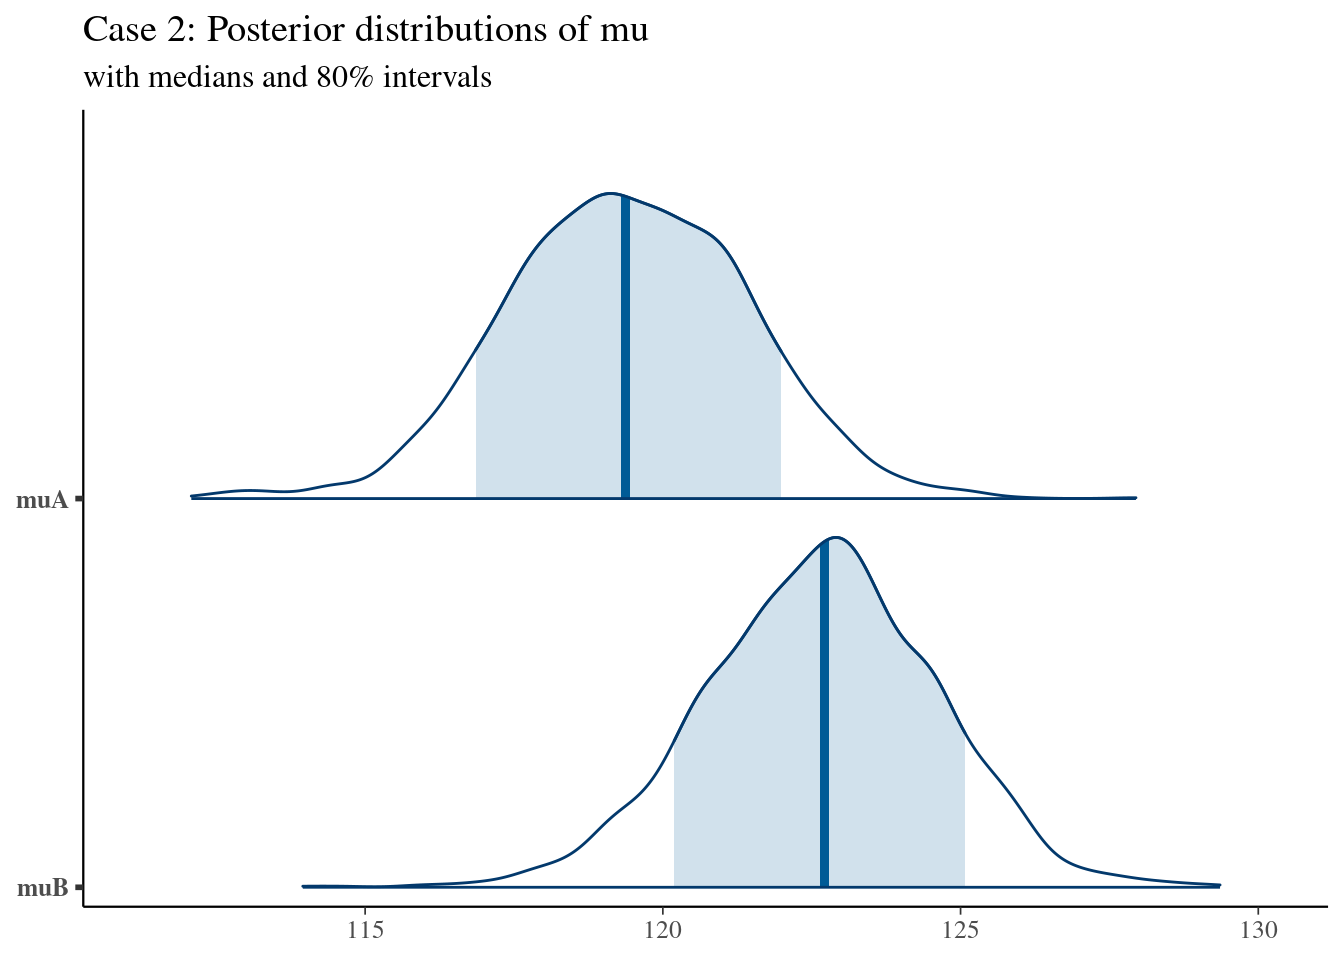 Case 2: Posterior distributions of mu
with medians and 80% intervals
muA
muB
115 120 125 130